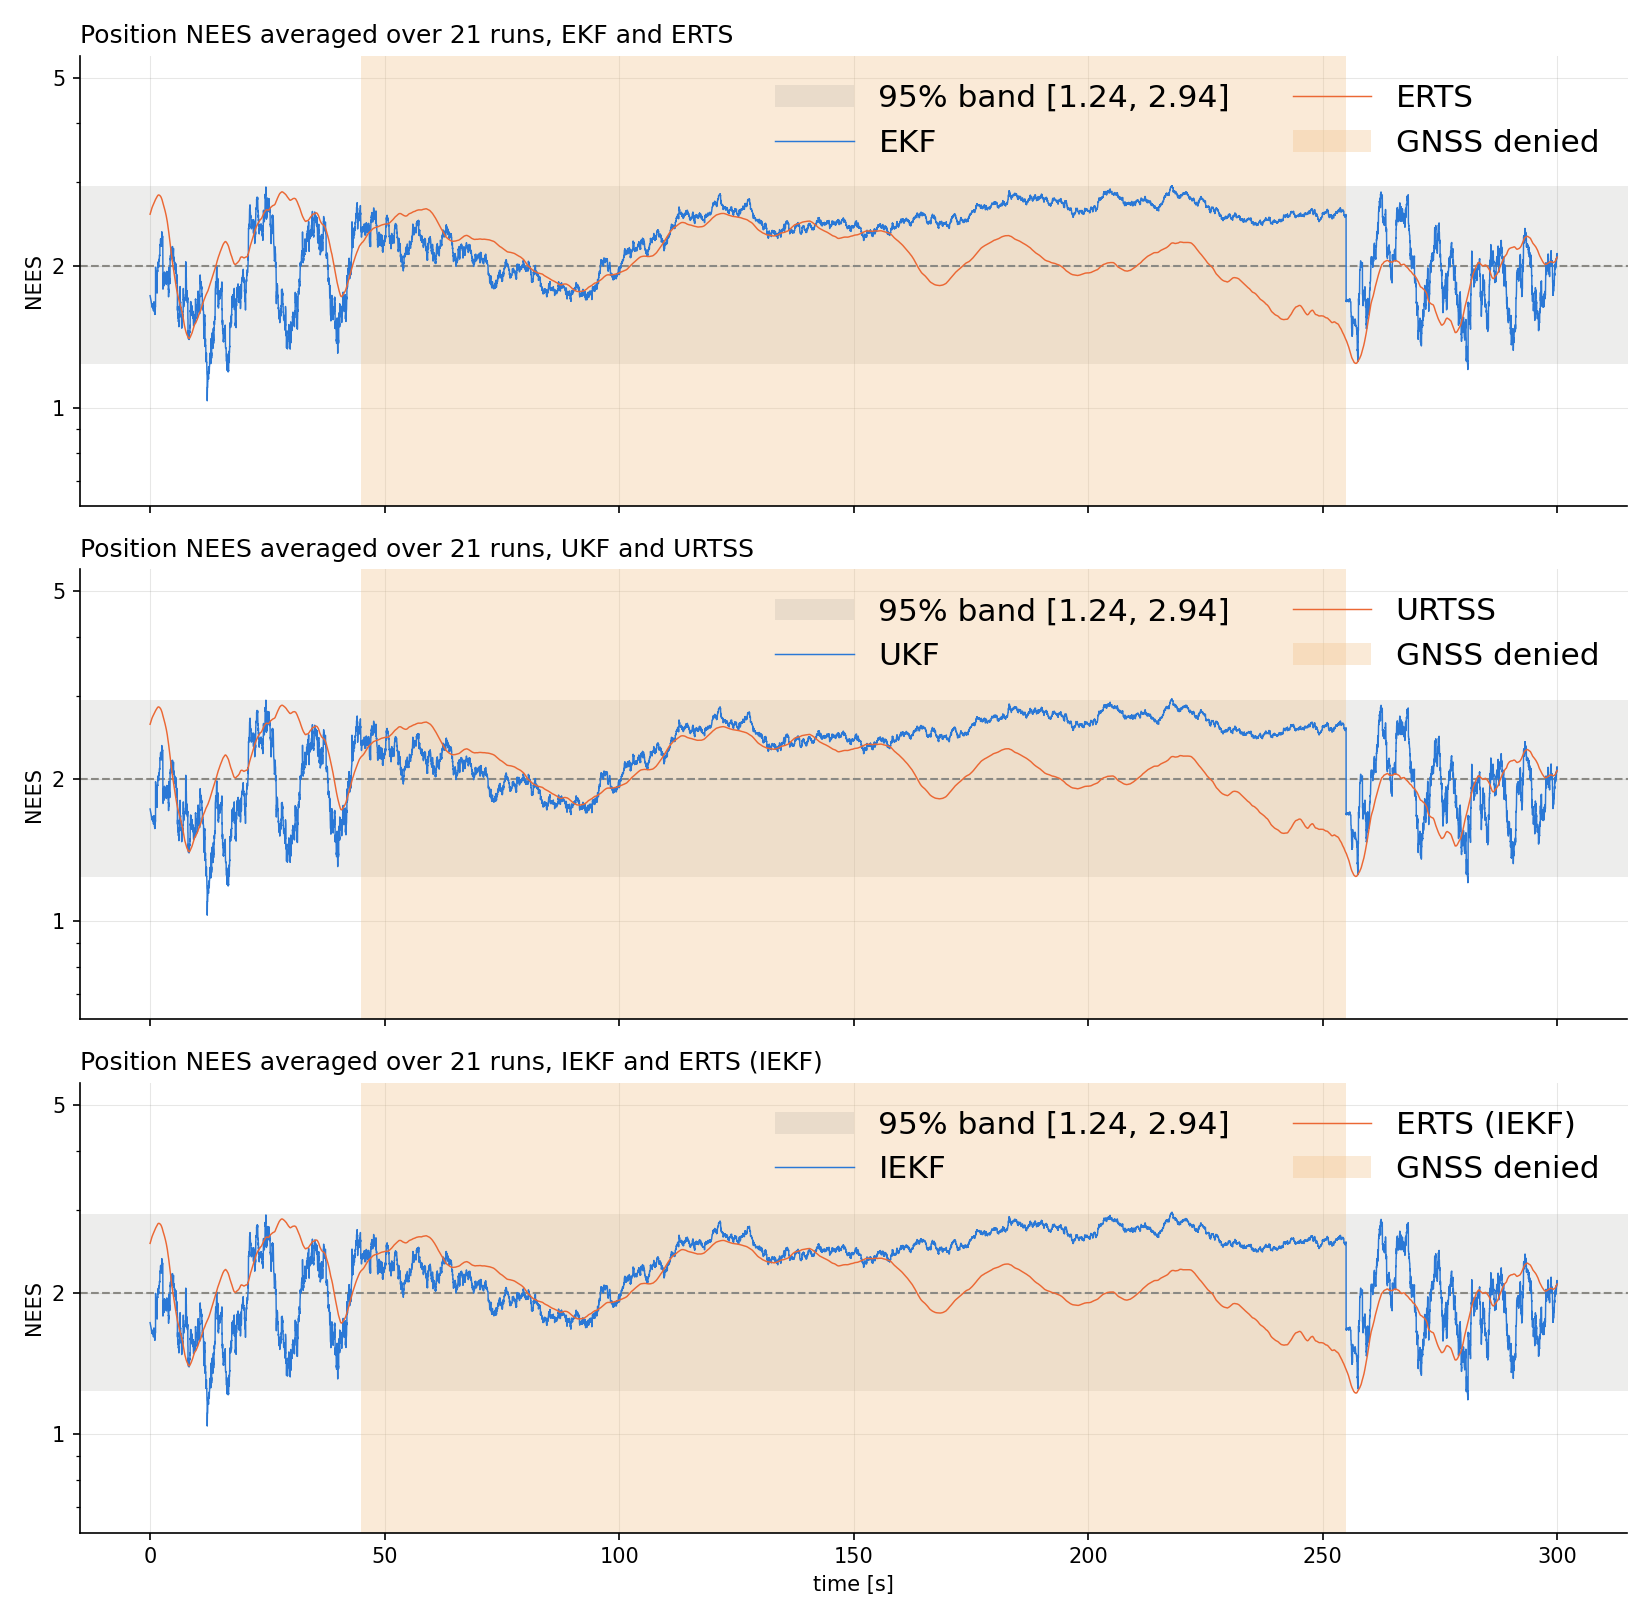 Position NEES averaged over 21 runs, EKF and ERTS
5
2
1
NEES
95% band [1.24, 2.94]
EKF
ERTS
GNSS denied
Position NEES averaged over 21 runs, UKF and URTSS
5
2
1
NEES
95% band [1.24, 2.94]
UKF
URTSS
GNSS denied
Position NEES averaged over 21 runs, IEKF and ERTS (IEKF)
5
2
1
NEES
95% band [1.24, 2.94]
IEKF
ERTS (IEKF)
GNSS denied
0 50 100 150 200 250 300
time [s]